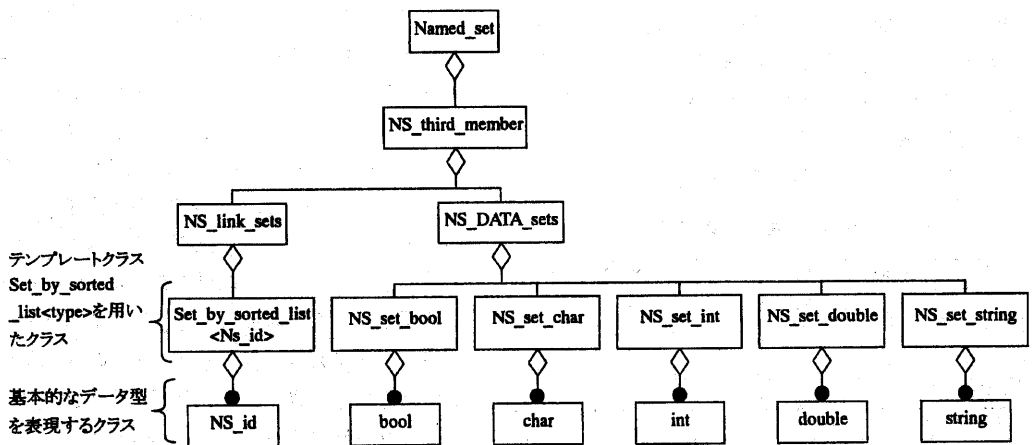 Named_set
NS_third_member
NS_link_sets
NS_DATA_sets
テンプレートクラス
Set_by_sorted
_list<type>を用い
たクラス
Set_by_sorted_list
<Ns_id>
NS_set_bool
NS_set_char
NS_set_int
NS_set_double
NS_set_string
基本的なデータ型
を表現するクラス
NS_id
bool
char
int
double
string